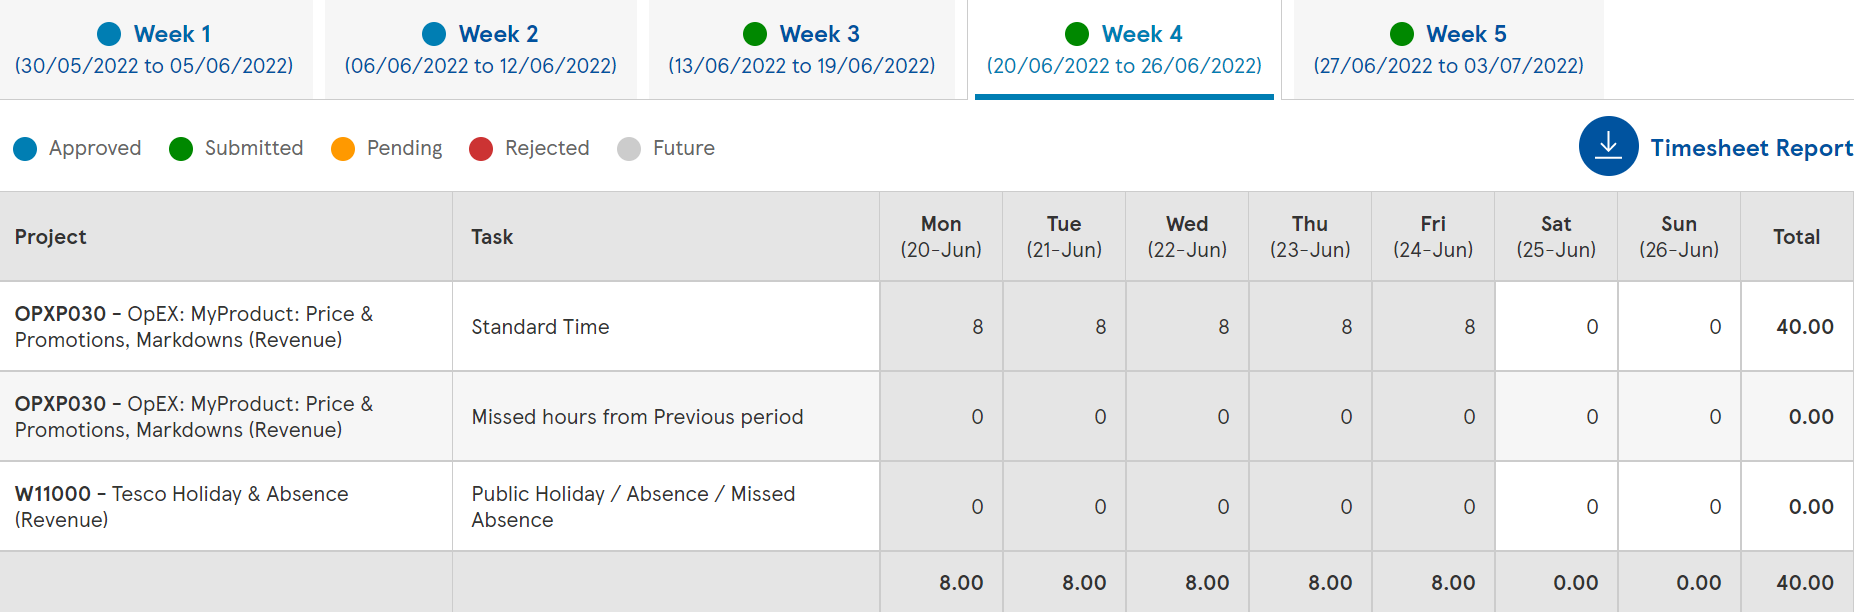 Week 1
(30/05/2022 to 05/06/2022)
Week 2
(06/06/2022 to 12/06/2022)
Week 3
(13/06/2022 to 19/06/2022)
Week 4
(20/06/2022 to 26/06/2022)
Week 5
(27/06/2022 to 03/07/2022)
Approved Submitted Pending Rejected Future
Timesheet Report
Project Task Mon (20-Jun) Tue (21-Jun) Wed (22-Jun) Thu (23-Jun) Fri (24-Jun) Sat (25-Jun) Sun (26-Jun) Total
OPXP030 - OpEX: MyProduct: Price &
Promotions, Markdowns (Revenue)
Standard Time 8 8 8 8 8 0 0 40.00
OPXP030 - OpEX: MyProduct: Price &
Promotions, Markdowns (Revenue)
Missed hours from Previous period 0 0 0 0 0 0 0 0.00
W11000 - Tesco Holiday & Absence
(Revenue)
Public Holiday / Absence / Missed
Absence
0 0 0 0 0 0 0 0.00
8.00 8.00 8.00 8.00 8.00 0.00 0.00 40.00